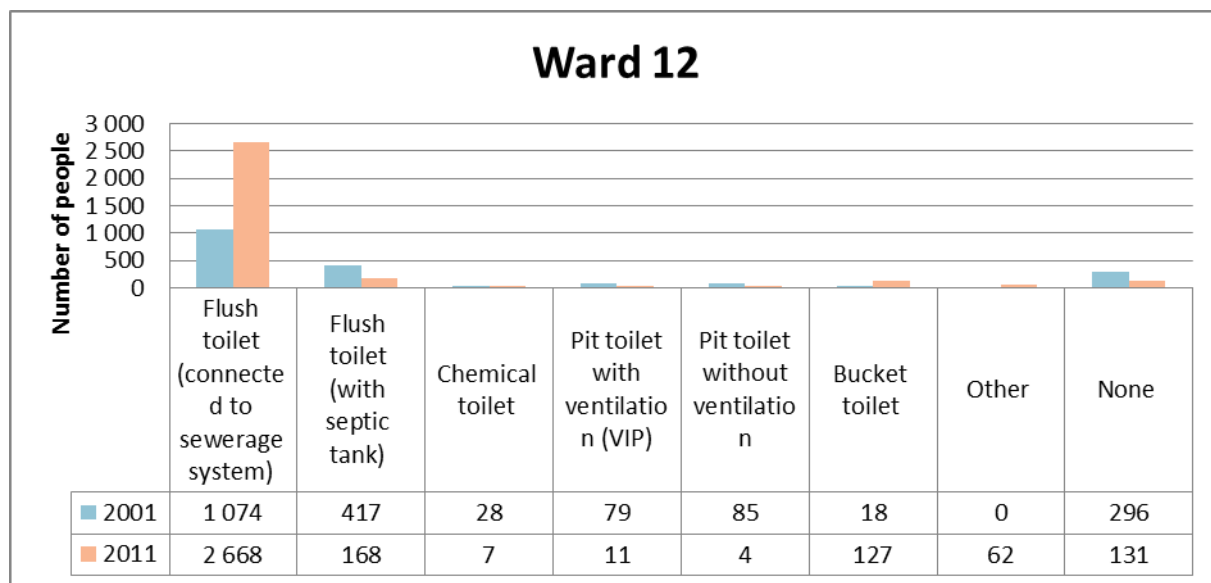 Ward 12
Number of people
3 000
2 500
2 000
1 500
1 000
500
0
Flush
toilet
(connecte
d to
sewerage
system)
Flush
toilet
(with
septic
tank)
Chemical
toilet
Pit toilet
with
ventilatio
n (VIP)
Pit toilet
without
ventilatio
n
Bucket
toilet
Other
None
2001 1 074 417 28 79 85 18 0 296
2011 2 668 168 7 11 4 127 62 131